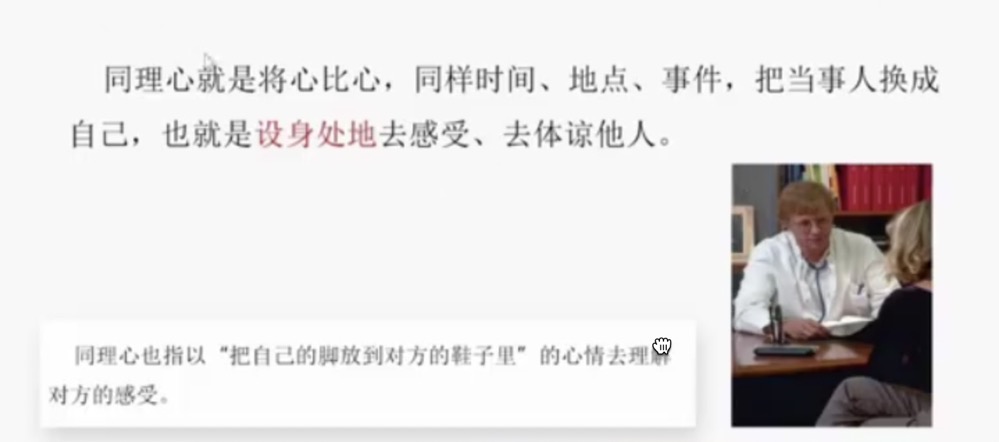 同理心就是将心比心，同样时间、地点、事件，把当事人换成
自己，也就是设身处地去感受、去体谅他人。
同理心也指以“把自己的脚放到对方的鞋子里”的心情去理解
对方的感受。